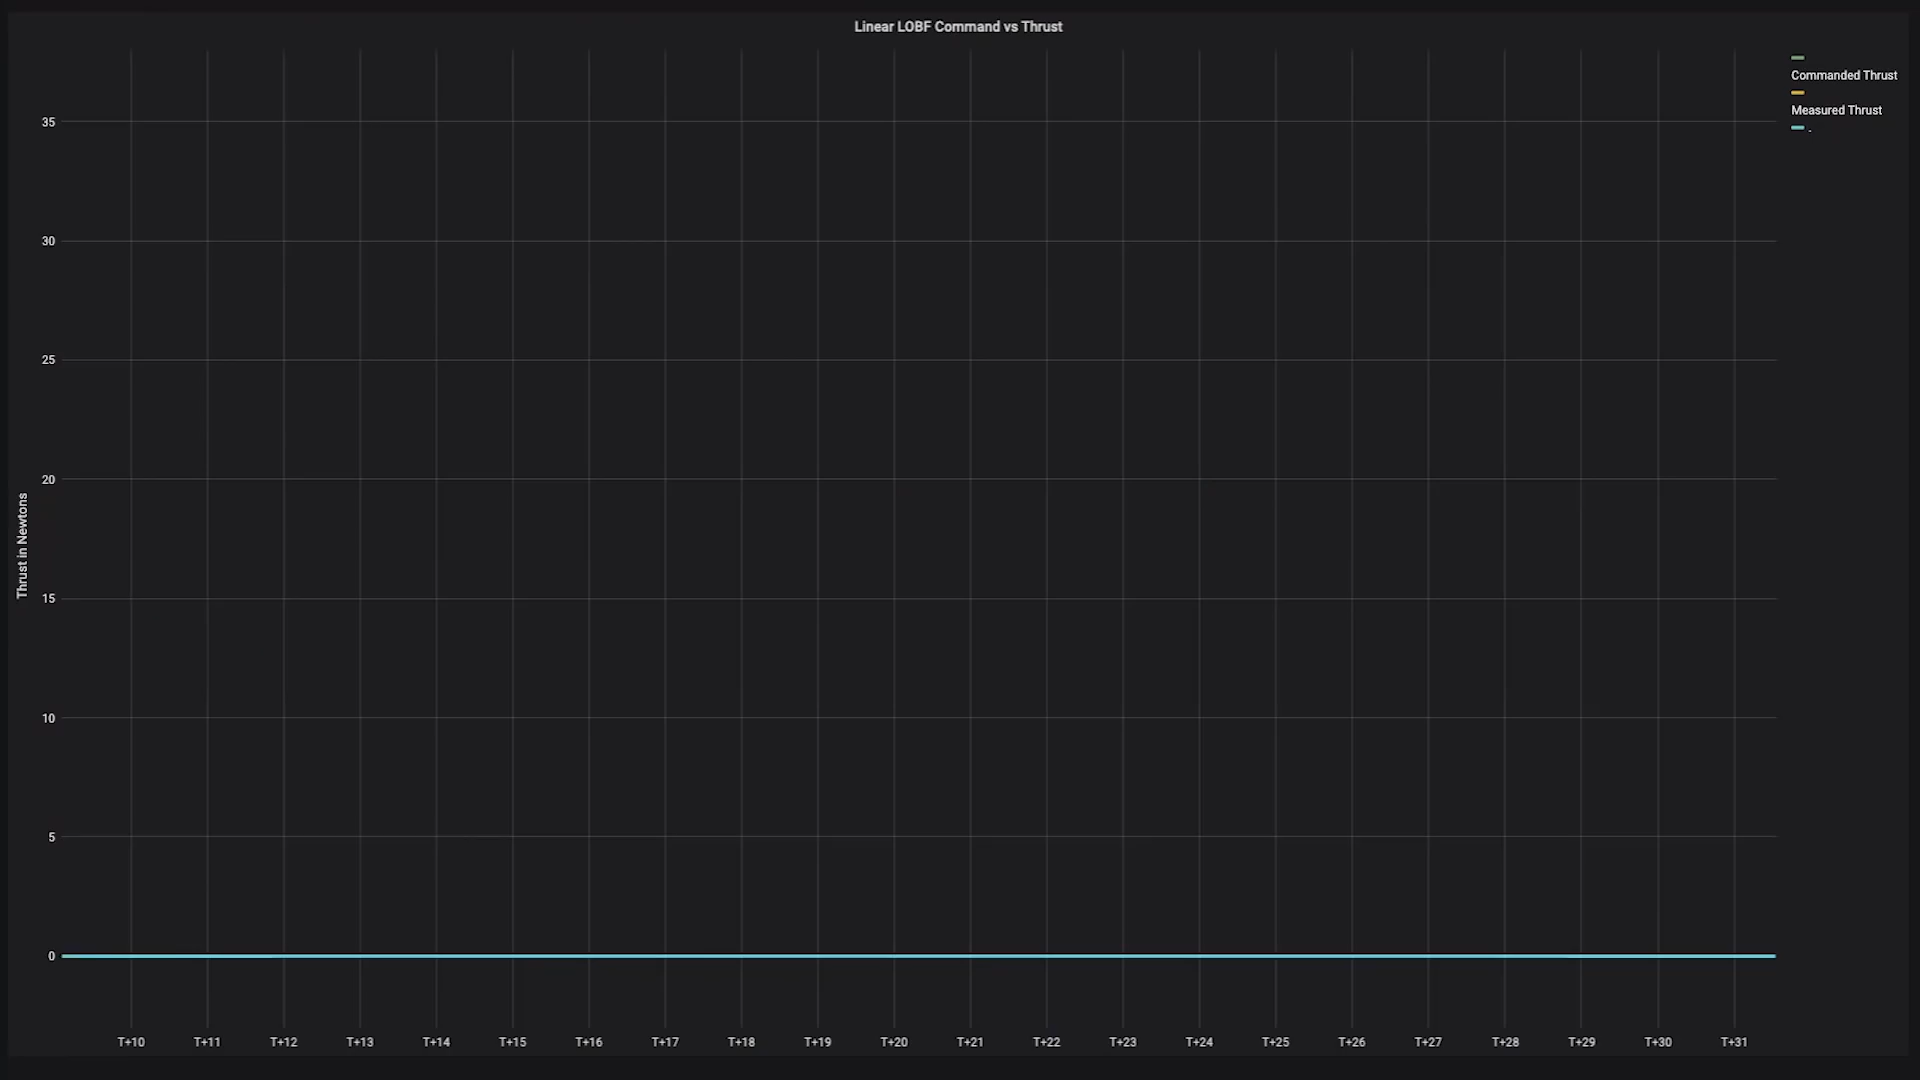 Linear LOBF Command vs Thrust
Commanded Thrust
Measured Thrust
-
Thrust in Newtons
35
30
25
20
15
10
5
0
T+10 T+11 T+12 T+13 T+14 T+15 T+16 T+17 T+18 T+19 T+20 T+21 T+22 T+23 T+24 T+25 T+26 T+27 T+28 T+29 T+30 T+31